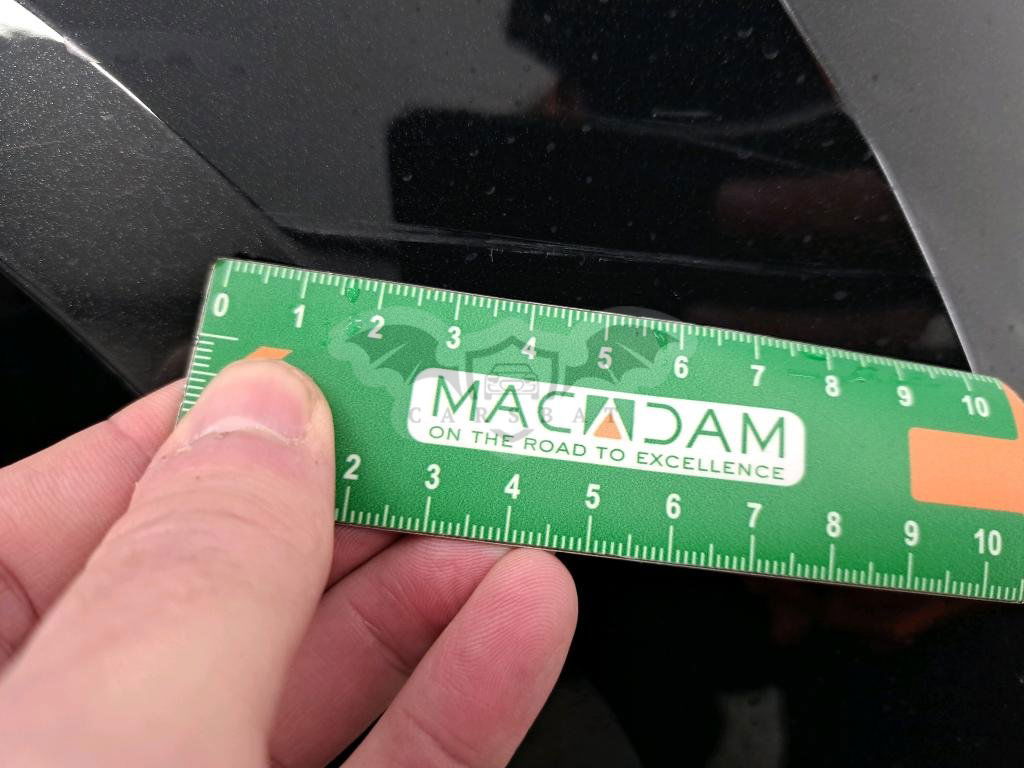 0 1 2 3 4 5 6 7 8 9 10
MACADAM
ON THE ROAD TO EXCELLENCE
CARSBAT
2 3 4 5 6 7 8 9 10